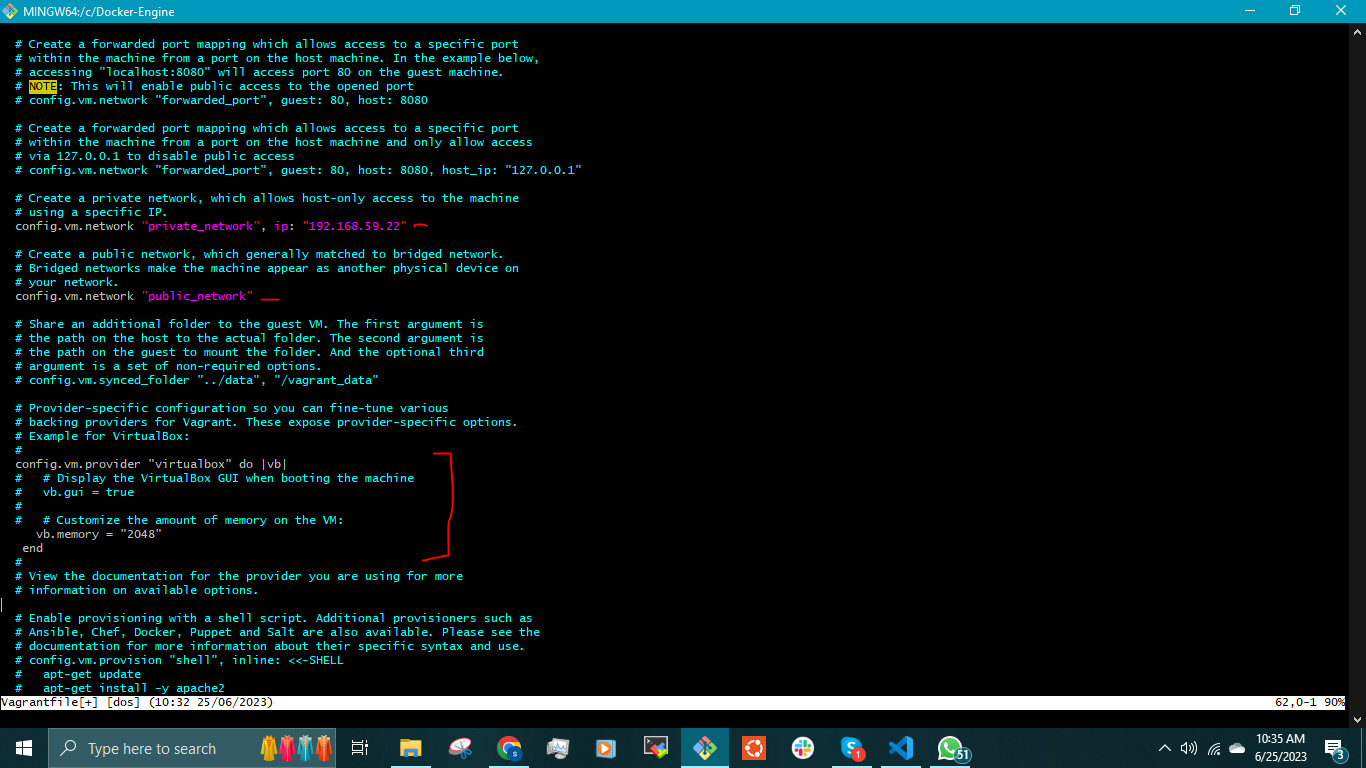 MINGW64:/c/Docker-Engine
# Create a forwarded port mapping which allows access to a specific port
# within the machine from a port on the host machine. In the example below,
# accessing "localhost:8080" will access port 80 on the guest machine.
# NOTE: This will enable public access to the opened port
# config.vm.network "forwarded_port", guest: 80, host: 8080
# Create a forwarded port mapping which allows access to a specific port
# within the machine from a port on the host machine and only allow access
# via 127.0.0.1 to disable public access
# config.vm.network "forwarded_port", guest: 80, host: 8080, host_ip: "127.0.0.1"
# Create a private network, which allows host-only access to the machine
# using a specific IP.
config.vm.network "private_network", ip: "192.168.59.22"
# Create a public network, which generally matched to bridged network.
# Bridged networks make the machine appear as another physical device on
# your network.
config.vm.network "public_network"
# Share an additional folder to the guest VM. The first argument is
# the path on the host to the actual folder. The second argument is
# the path on the guest to mount the folder. And the optional third
# argument is a set of non-required options.
# config.vm.synced_folder "../data", "/vagrant_data"
# Provider-specific configuration so you can fine-tune various
# backing providers for Vagrant. These expose provider-specific options.
# Example for VirtualBox:
#
config.vm.provider "virtualbox" do |vb|
#   # Display the VirtualBox GUI when booting the machine
#   vb.gui = true
#
#   # Customize the amount of memory on the VM:
vb.memory = "2048"
end
#
# View the documentation for the provider you are using for more
# information on available options.
# Enable provisioning with a shell script. Additional provisioners such as
# Ansible, Chef, Docker, Puppet and Salt are also available. Please see the
# documentation for more information about their specific syntax and use.
# config.vm.provision "shell", inline: <<-SHELL
#   apt-get update
#   apt-get install -y apache2
Vagrantfile[+] [dos] (10:32 25/06/2023) 62,0-1 90%
Type here to search
S
1
51
10:35 AM
6/25/2023
3